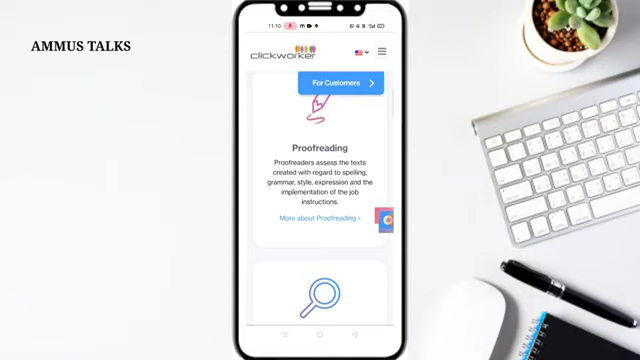 AMMUS TALKS
11:10
clickworker
For Customers
Proofreading
Proofreaders assess the texts
created with regard to spelling,
grammar, style, expression and the
implementation of the job
instructions.
More about Proofreading